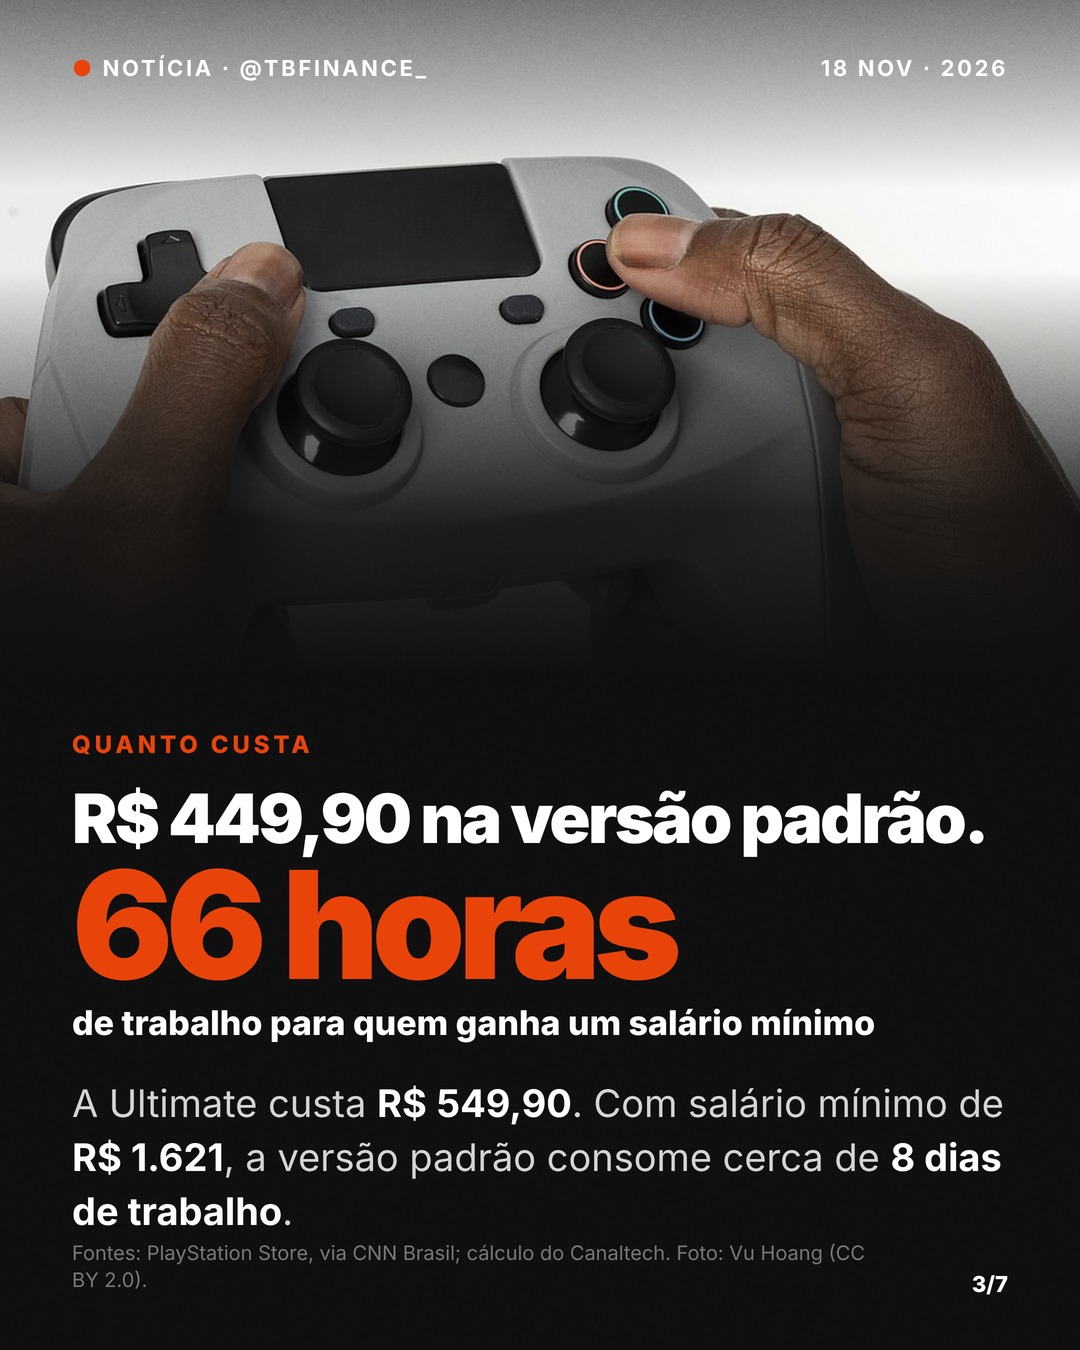 NOTÍCIA · @TBFINANCE_
18 NOV · 2026
QUANTO CUSTA
R$ 449,90 na versão padrão.
66 horas
de trabalho para quem ganha um salário mínimo
A Ultimate custa R$ 549,90. Com salário mínimo de
R$ 1.621, a versão padrão consome cerca de 8 dias
de trabalho.
Fontes: PlayStation Store, via CNN Brasil; cálculo do Canaltech. Foto: Vu Hoang (CC
BY 2.0).
3/7